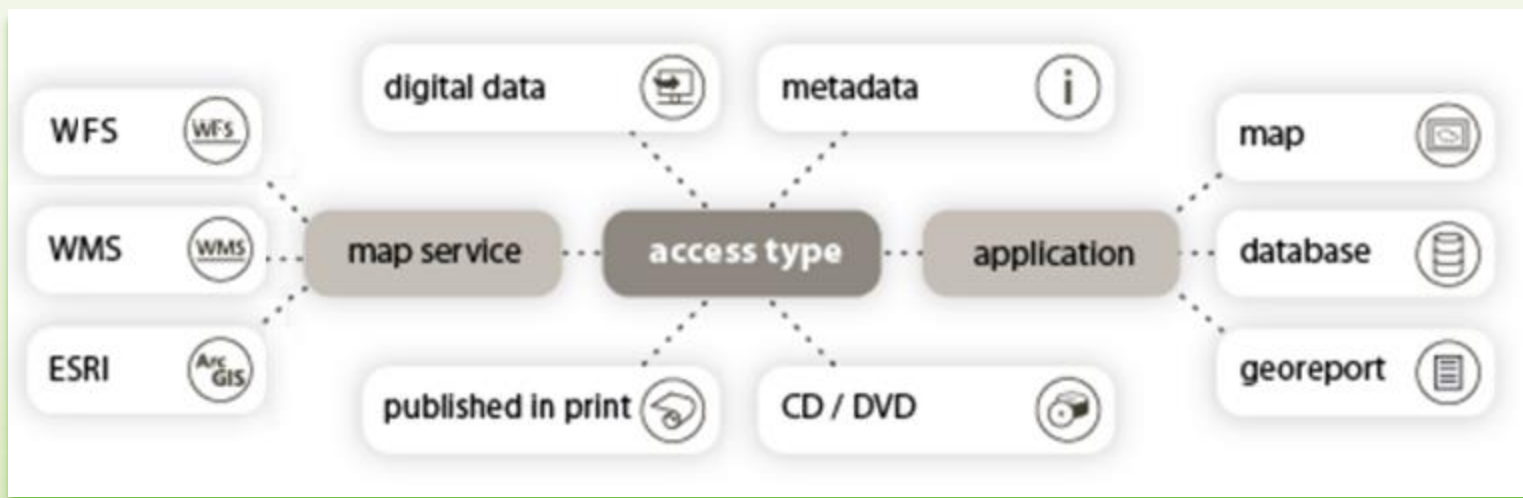 digital data
metadata
WFS
WFS
map
WMS
WMS
map service
access type
application
database
ESRI
Arc
GIS
published in print
CD / DVD
georeport
i